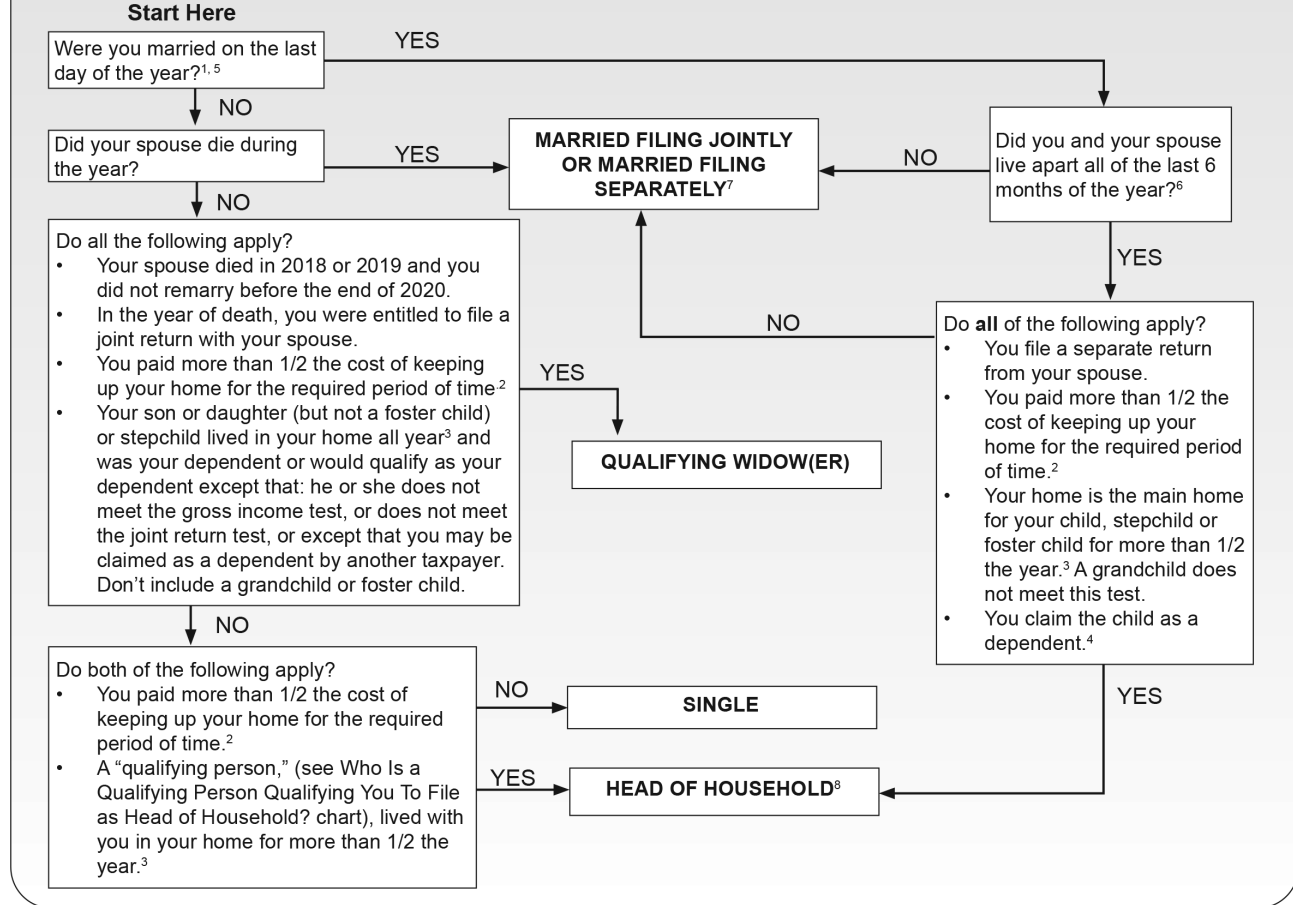 Start Here
Were you married on the last
day of the year?1, 5
YES
NO
Did your spouse die during
the year?
YES
MARRIED FILING JOINTLY
OR MARRIED FILING
SEPARATELY7
NO
Did you and your spouse
live apart all of the last 6
months of the year?6
NO
YES
Do all the following apply?
• Your spouse died in 2018 or 2019 and you
did not remarry before the end of 2020.
• In the year of death, you were entitled to file a
joint return with your spouse.
• You paid more than 1/2 the cost of keeping
up your home for the required period of time.2
• Your son or daughter (but not a foster child)
or stepchild lived in your home all year3 and
was your dependent or would qualify as your
dependent except that: he or she does not
meet the gross income test, or does not meet
the joint return test, or except that you may be
claimed as a dependent by another taxpayer.
Don’t include a grandchild or foster child.
YES
QUALIFYING WIDOW(ER)
NO
Do all of the following apply?
• You file a separate return
from your spouse.
• You paid more than 1/2 the
cost of keeping up your
home for the required period
of time.2
• Your home is the main home
for your child, stepchild or
foster child for more than 1/2
the year.3 A grandchild does
not meet this test.
• You claim the child as a
dependent.4
NO
YES
Do both of the following apply?
• You paid more than 1/2 the cost of
keeping up your home for the required
period of time.2
• A “qualifying person,” (see Who Is a
Qualifying Person Qualifying You To File
as Head of Household? chart), lived with
you in your home for more than 1/2 the
year.3
NO
SINGLE
YES
HEAD OF HOUSEHOLD8